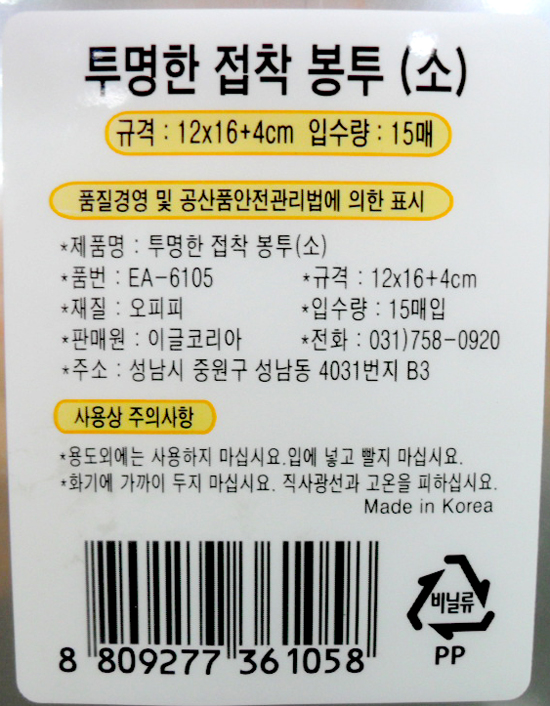 투명한 접착 봉투 (소)
규격 : 12x16+4cm 입수량 : 15매
품질경영 및 공산품안전관리법에 의한 표시
*제품명 : 투명한 접착 봉투(소)
*품번 : EA-6105 *규격 : 12x16+4cm
*재질 : 오피피 *입수량 : 15매입
*판매원 : 이글코리아 *전화 : 031)758-0920
*주소 : 성남시 중원구 성남동 4031번지 B3
사용상 주의사항
*용도외에는 사용하지 마십시요.입에 넣고 빨지 마십시요.
*화기에 가까이 두지 마십시요. 직사광선과 고온을 피하십시요.
Made in Korea
비닐류
PP
8 809277 361058